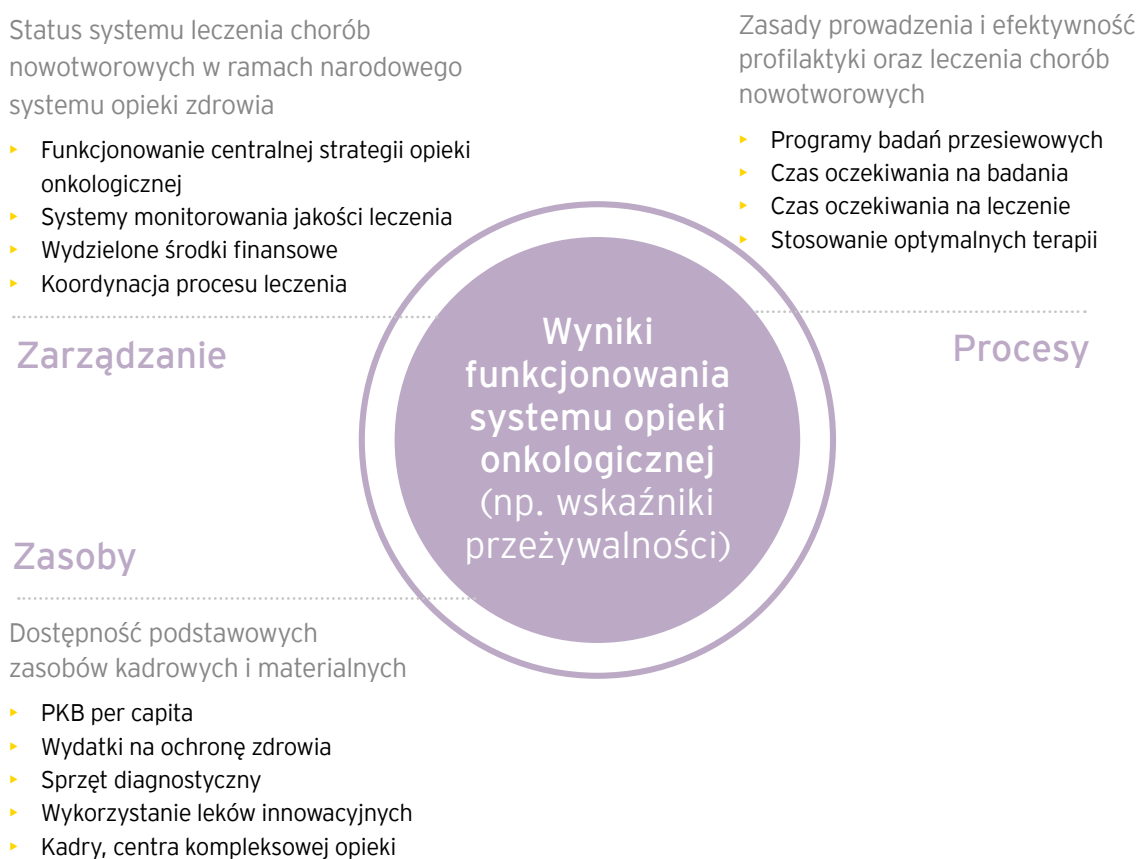 Status systemu leczenia chorób
nowotworowych w ramach narodowego
systemu opieki zdrowia
▸ Funkcjonowanie centralnej strategii opieki
onkologicznej
▸ Systemy monitorowania jakości leczenia
▸ Wydzielone środki finansowe
▸ Koordynacja procesu leczenia
Zarządzanie
Zasady prowadzenia i efektywność
profilaktyki oraz leczenia chorób
nowotworowych
▸ Programy badań przesiewowych
▸ Czas oczekiwania na badania
▸ Czas oczekiwania na leczenie
▸ Stosowanie optymalnych terapii
Procesy
Wyniki
funkcjonowania
systemu opieki
onkologicznej
(np. wskaźniki
przeżywalności)
Zasoby
Dostępność podstawowych
zasobów kadrowych i materialnych
▸ PKB per capita
▸ Wydatki na ochronę zdrowia
▸ Sprzęt diagnostyczny
▸ Wykorzystanie leków innowacyjnych
▸ Kadry, centra kompleksowej opieki